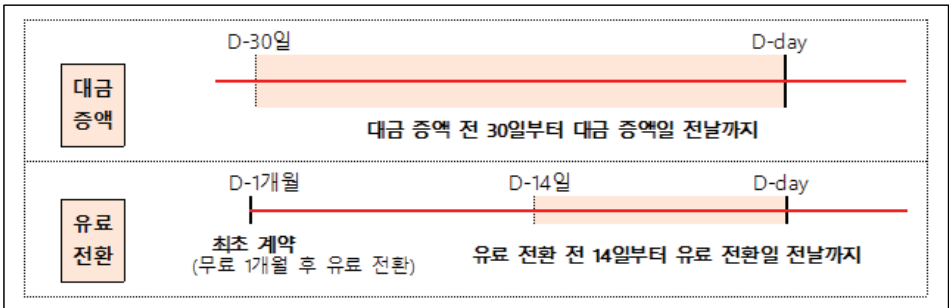 D-30일 D-day
대금
증액
대금 증액 전 30일부터 대금 증액일 전날까지
D-1개월 D-14일 D-day
유료
전환
최초 계약
(무료 1개월 후 유료 전환)
유료 전환 전 14일부터 유료 전환일 전날까지